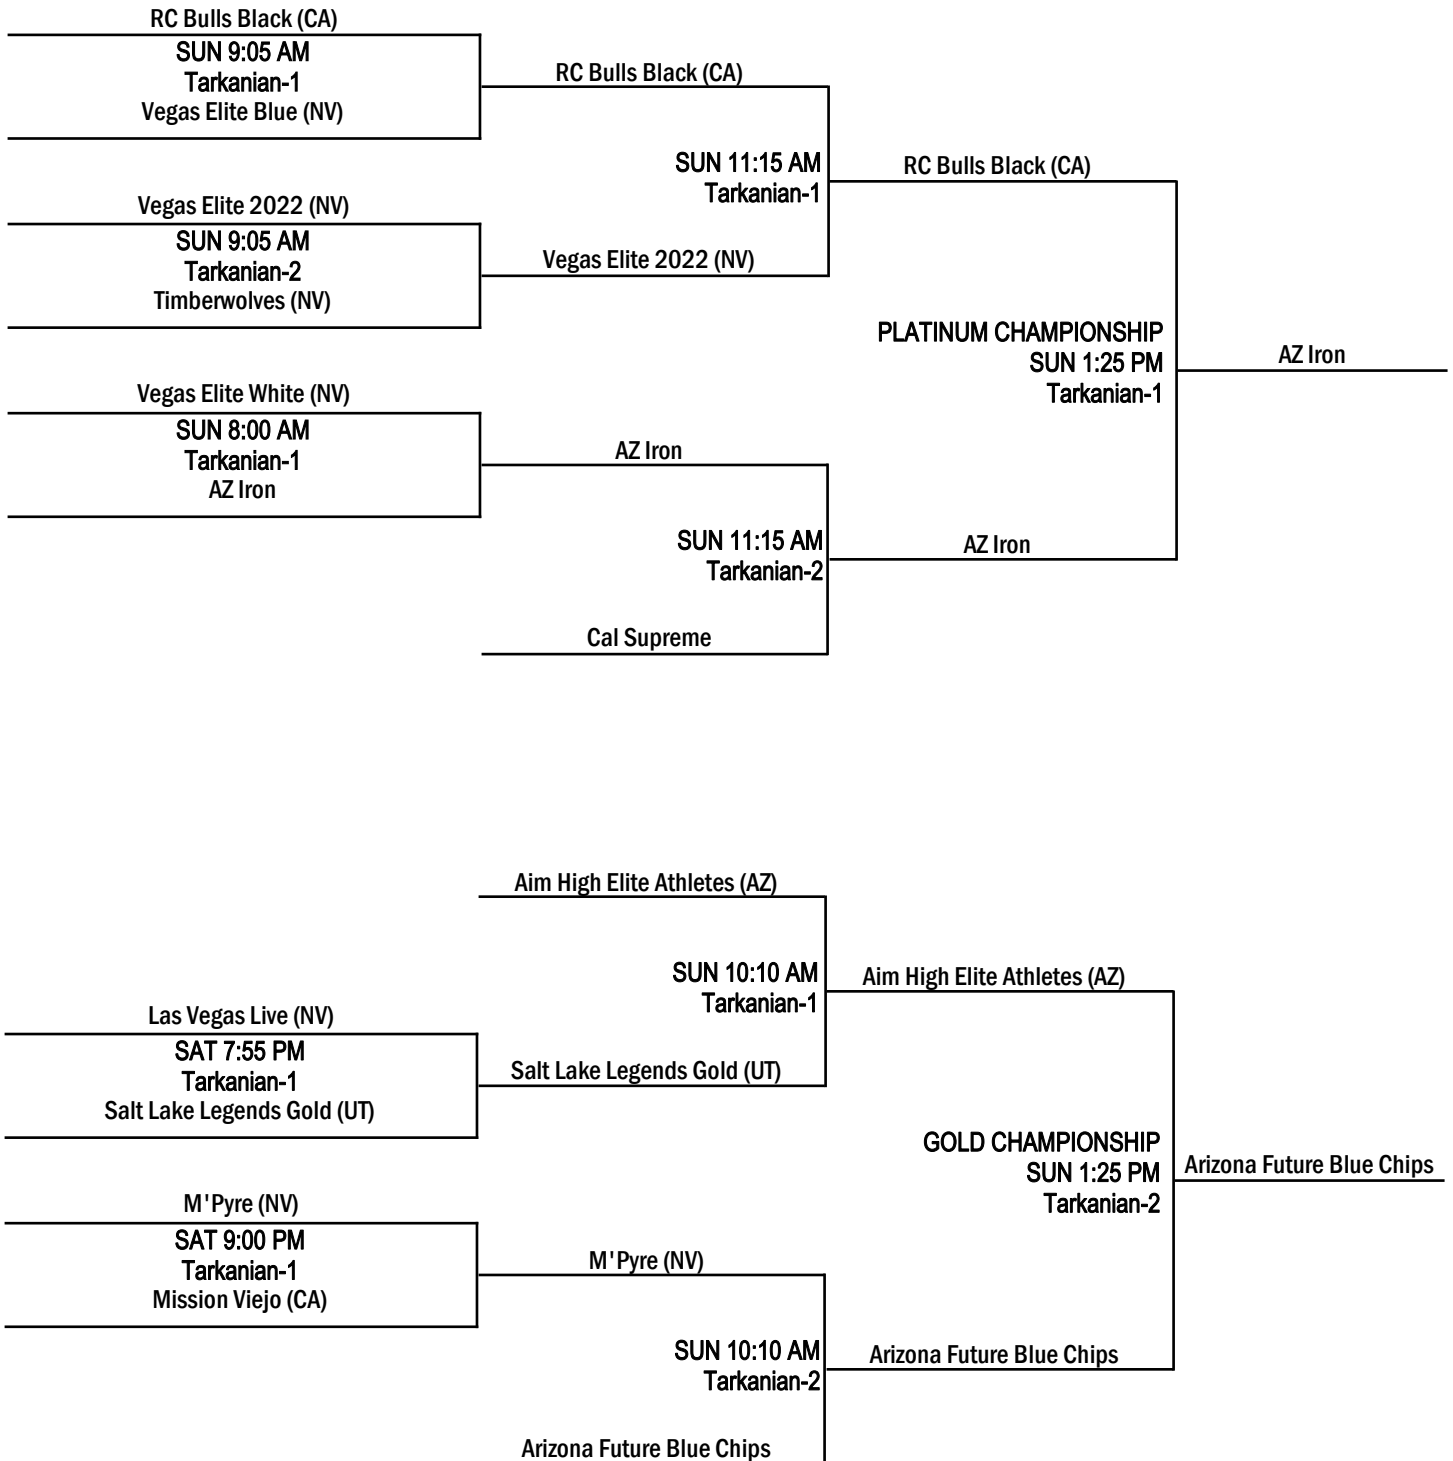 RC Bulls Black (CA)
SUN 9:05 AM
Tarkanian-1
Vegas Elite Blue (NV)
RC Bulls Black (CA)
SUN 11:15 AM
Tarkanian-1
RC Bulls Black (CA)
Vegas Elite 2022 (NV)
SUN 9:05 AM
Tarkanian-2
Timberwolves (NV)
Vegas Elite 2022 (NV)
PLATINUM CHAMPIONSHIP
SUN 1:25 PM
Tarkanian-1
AZ Iron
Vegas Elite White (NV)
SUN 8:00 AM
Tarkanian-1
AZ Iron
AZ Iron
SUN 11:15 AM
Tarkanian-2
AZ Iron
Cal Supreme
Aim High Elite Athletes (AZ)
SUN 10:10 AM
Tarkanian-1
Aim High Elite Athletes (AZ)
Las Vegas Live (NV)
SAT 7:55 PM
Tarkanian-1
Salt Lake Legends Gold (UT)
Salt Lake Legends Gold (UT)
GOLD CHAMPIONSHIP
SUN 1:25 PM
Tarkanian-2
Arizona Future Blue Chips
M'Pyre (NV)
SAT 9:00 PM
Tarkanian-1
Mission Viejo (CA)
M'Pyre (NV)
SUN 10:10 AM
Tarkanian-2
Arizona Future Blue Chips
Arizona Future Blue Chips